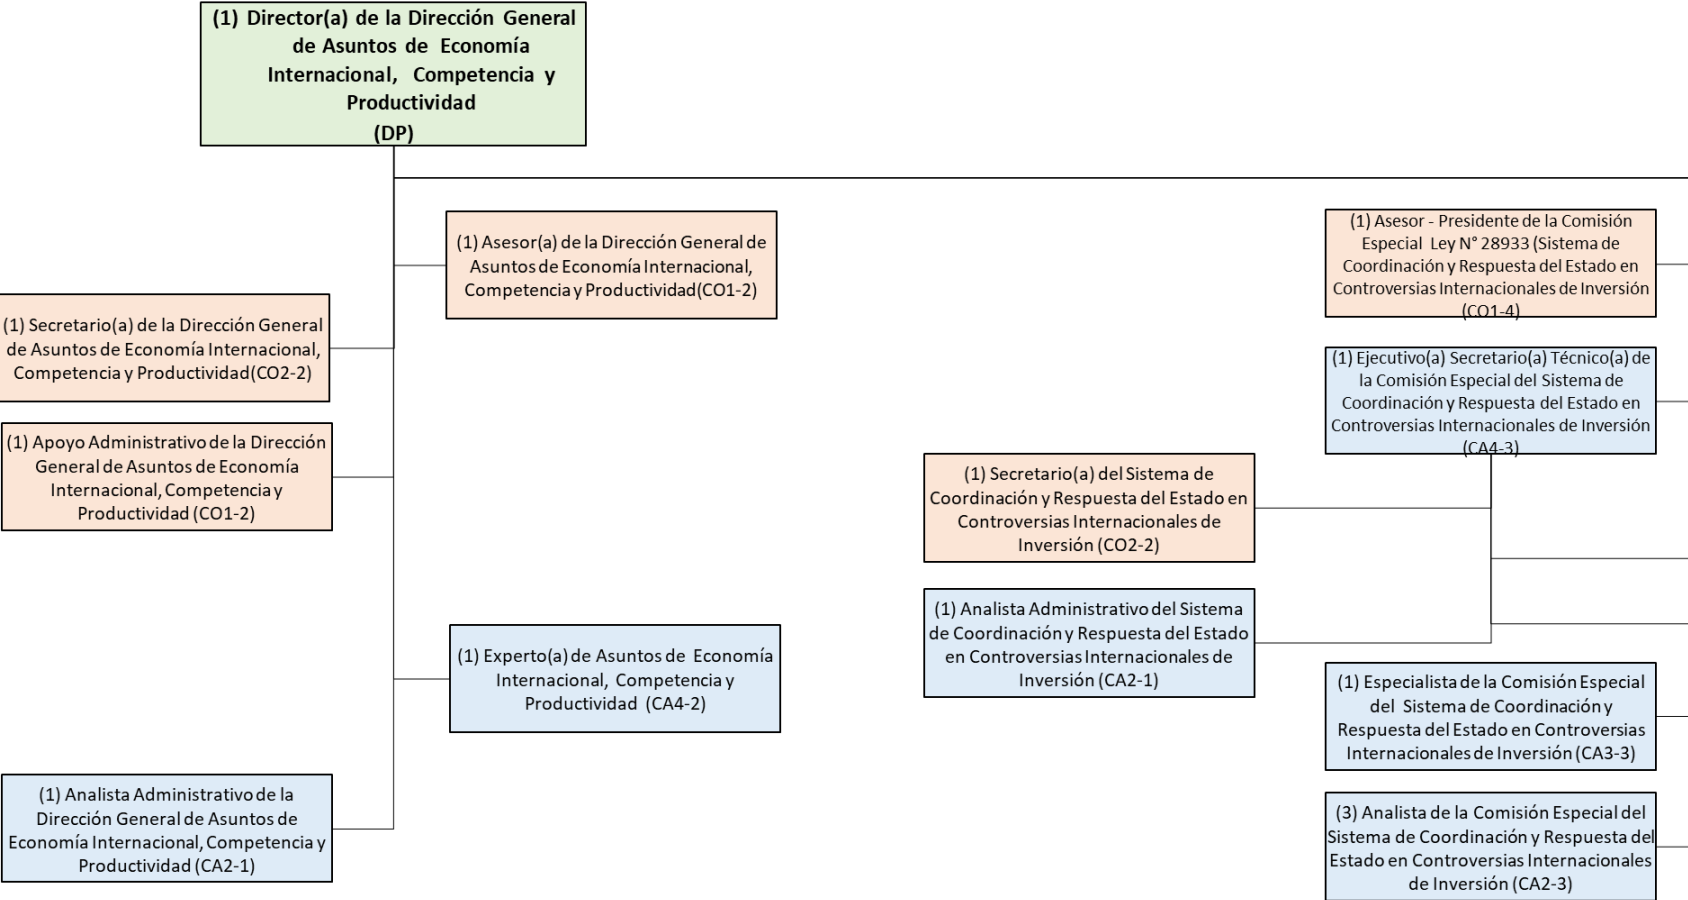 (1) Director(a) de la Dirección General
de Asuntos de Economía
Internacional, Competencia y
Productividad
(DP)
(1) Asesor(a) de la Dirección General de
Asuntos de Economía Internacional,
Competencia y Productividad(CO1-2)
(1) Secretario(a) de la Dirección General
de Asuntos de Economía Internacional,
Competencia y Productividad(CO2-2)
(1) Apoyo Administrativo de la Dirección
General de Asuntos de Economía
Internacional, Competencia y
Productividad (CO1-2)
(1) Experto(a) de Asuntos de Economía
Internacional, Competencia y
Productividad (CA4-2)
(1) Analista Administrativo de la
Dirección General de Asuntos de
Economía Internacional, Competencia y
Productividad (CA2-1)
(1) Asesor - Presidente de la Comisión
Especial Ley N° 28933 (Sistema de
Coordinación y Respuesta del Estado en
Controversias Internacionales de Inversión
(CO1-4)
(1) Ejecutivo(a) Secretario(a) Técnico(a) de
la Comisión Especial del Sistema de
Coordinación y Respuesta del Estado en
Controversias Internacionales de Inversión
(CA4-3)
(1) Secretario(a) del Sistema de
Coordinación y Respuesta del Estado en
Controversias Internacionales de
Inversión (CO2-2)
(1) Analista Administrativo del Sistema
de Coordinación y Respuesta del Estado
en Controversias Internacionales de
Inversión (CA2-1)
(1) Especialista de la Comisión Especial
del Sistema de Coordinación y
Respuesta del Estado en Controversias
Internacionales de Inversión (CA3-3)
(3) Analista de la Comisión Especial del
Sistema de Coordinación y Respuesta del
Estado en Controversias Internacionales
de Inversión (CA2-3)